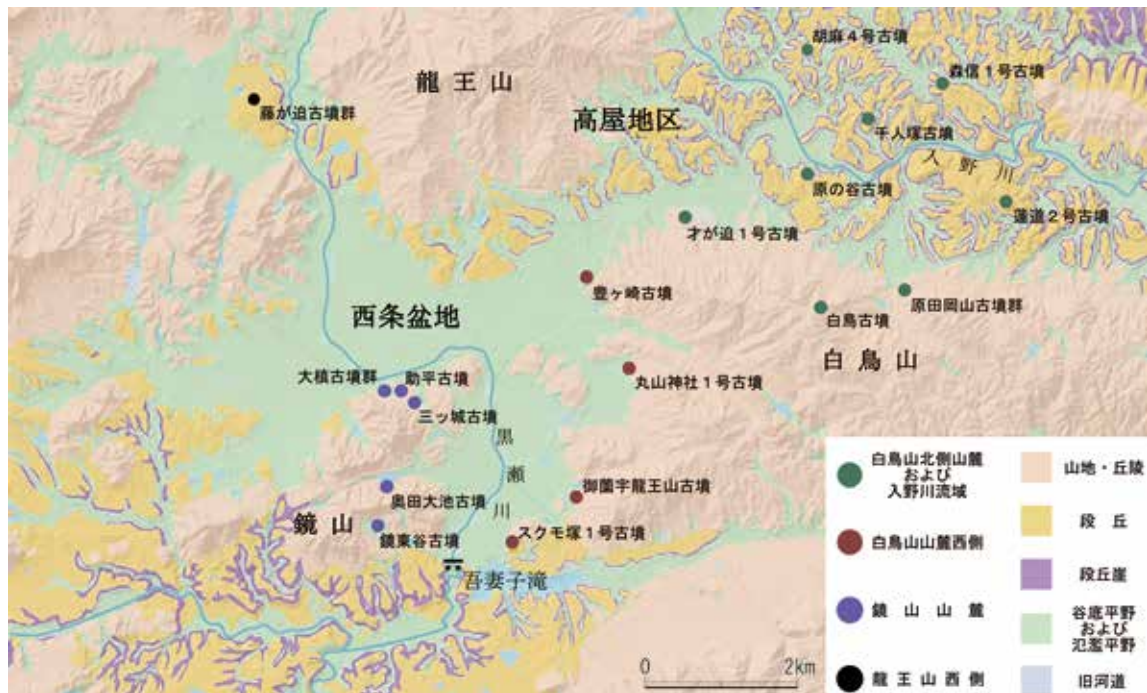 龍王山
高屋地区
胡麻4号古墳
森信1号古墳
千人塚古墳
藤が迫古墳群
入野川
原の谷古墳
蓮道2号古墳
才が迫1号古墳
豊ヶ崎古墳
原田岡山古墳群
白鳥古墳
西条盆地
白鳥山
丸山神社1号古墳
大槙古墳群
助平古墳
三ッ城古墳
黒瀬川
御薗宇龍王山古墳
奥田大池古墳
鏡山
スクモ塚1号古墳
鏡東谷古墳
吾妻子滝
0 2km
白鳥山北側山麓
および
入野川流域
白鳥山山麓西側
鏡山山麓
龍王山西側
山地・丘陵
段丘
段丘崖
谷底平野
および
氾濫平野
旧河道